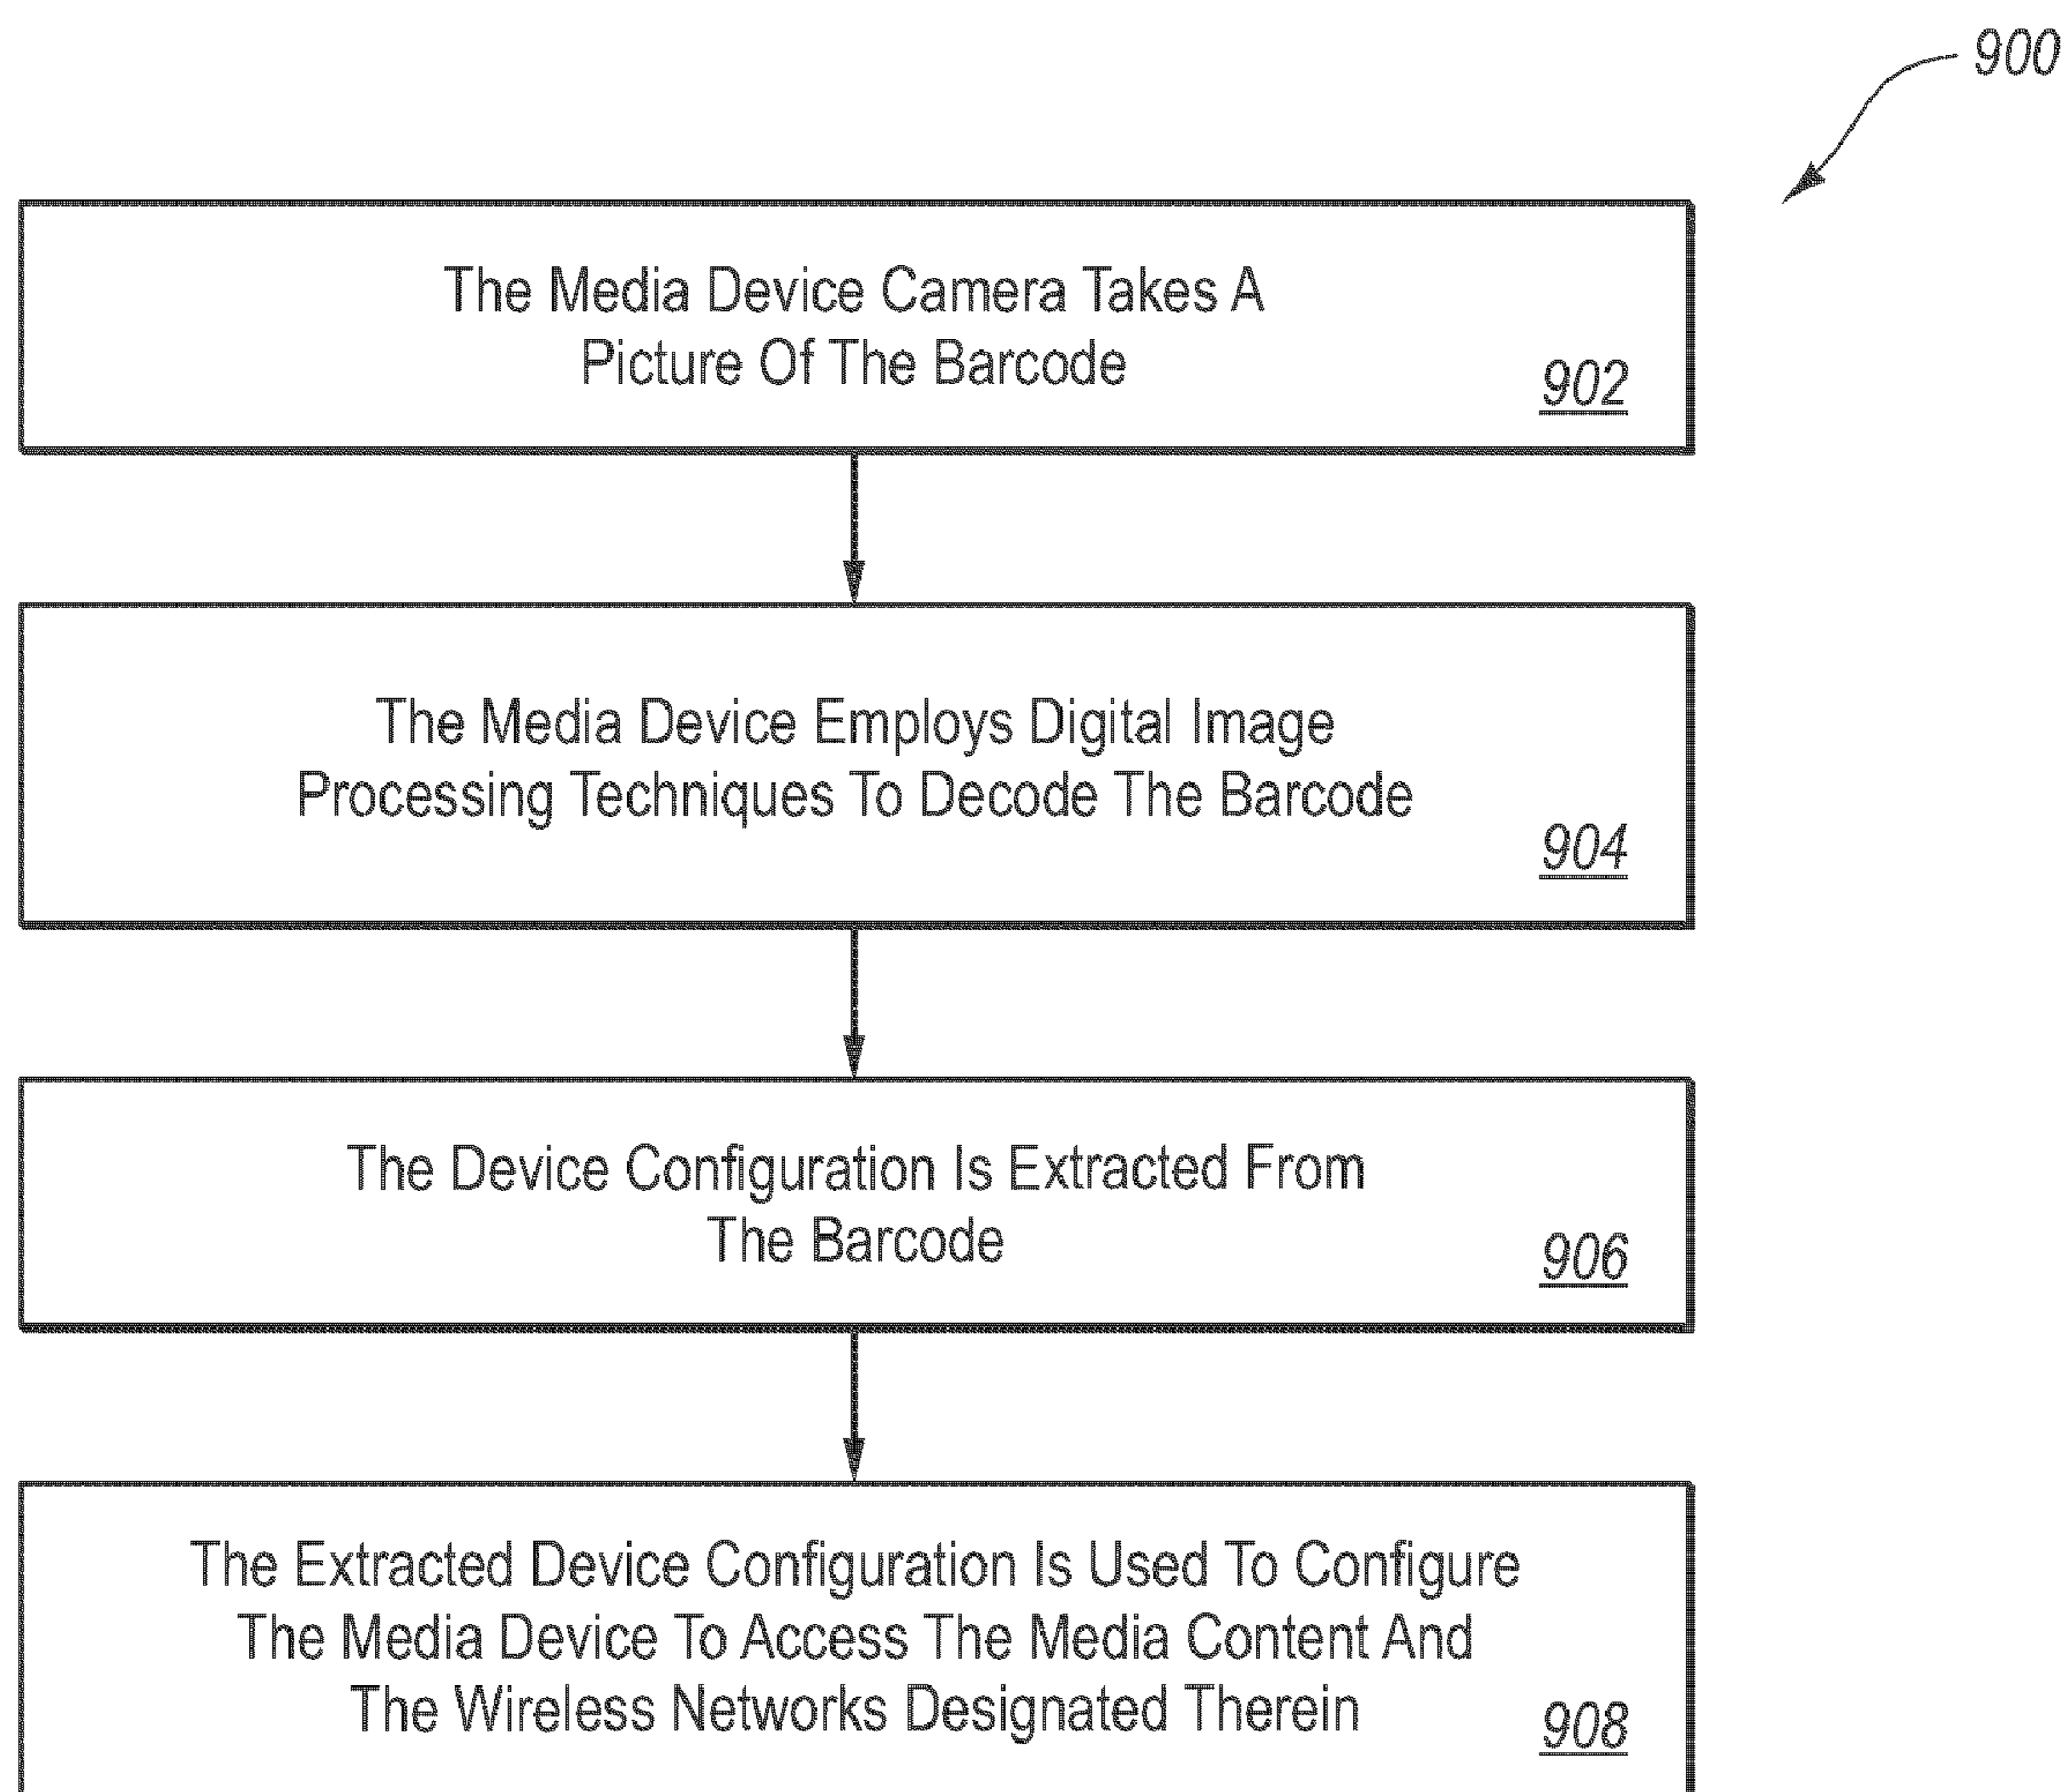 900
The Media Device Camera Takes A
Picture Of The Barcode
902
The Media Device Employs Digital Image
Processing Techniques To Decode The Barcode
904
The Device Configuration Is Extracted From
The Barcode
906
The Extracted Device Configuration Is Used To Configure
The Media Device To Access The Media Content And
The Wireless Networks Designated Therein
908